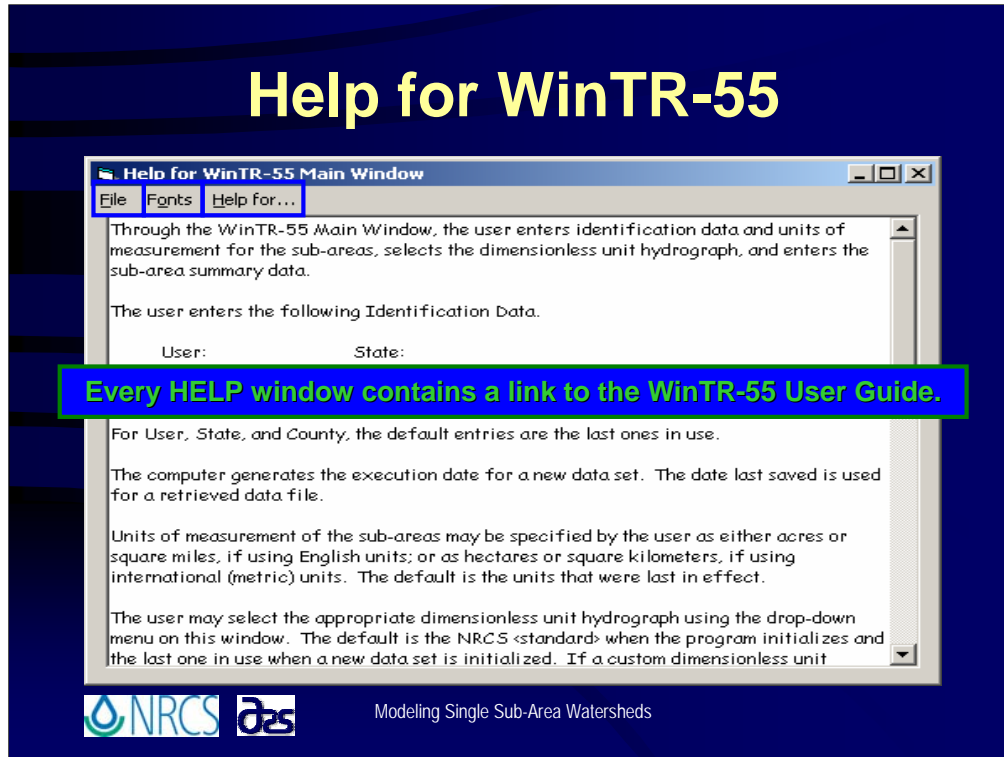 Help for WinTR-55
Help for WinTR-55 Main Window
File Fonts Help for...
Through the WinTR-55 Main Window, the user enters identification data and units of
measurement for the sub-areas, selects the dimensionless unit hydrograph, and enters the
sub-area summary data.
The user enters the following Identification Data.
User: State:
Every HELP window contains a link to the WinTR-55 User Guide.
For User, State, and County, the default entries are the last ones in use.
The computer generates the execution date for a new data set. The date last saved is used
for a retrieved data file.
Units of measurement of the sub-areas may be specified by the user as either acres or
square miles, if using English units; or as hectares or square kilometers, if using
international (metric) units. The default is the units that were last in effect.
The user may select the appropriate dimensionless unit hydrograph using the drop-down
menu on this window. The default is the NRCS <standard> when the program initializes and
the last one in use when a new data set is initialized. If a custom dimensionless unit
NRCS
Modeling Single Sub-Area Watersheds